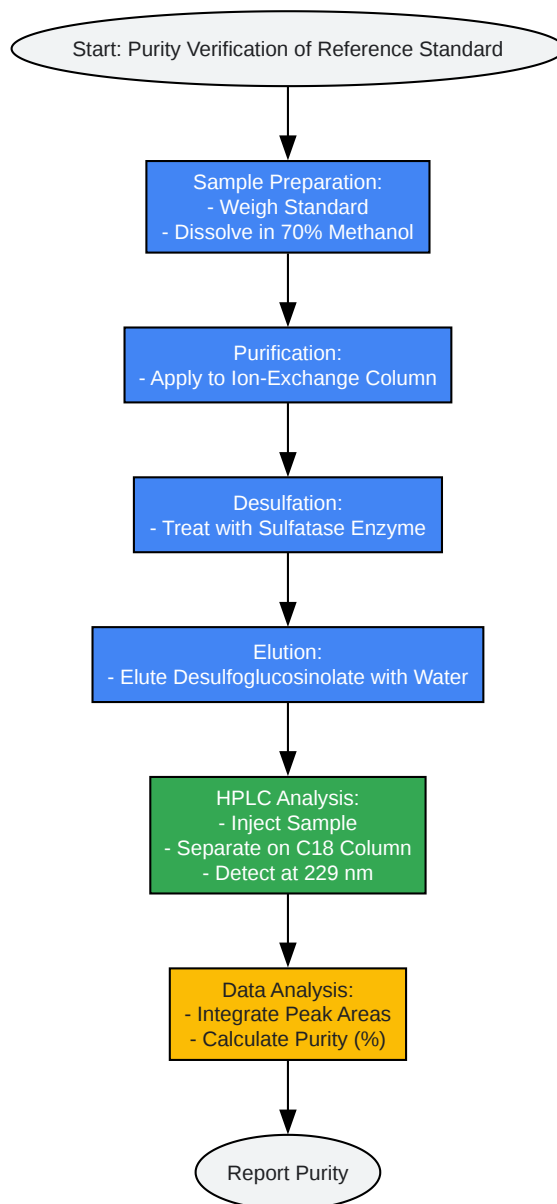 Start: Purity Verification of Reference Standard
Sample Preparation:
- Weigh Standard
- Dissolve in 70% Methanol
Purification:
- Apply to Ion-Exchange Column
Desulfation:
- Treat with Sulfatase Enzyme
Elution:
- Elute Desulfoglucosinolate with Water
HPLC Analysis:
- Inject Sample
- Separate on C18 Column
- Detect at 229 nm
Data Analysis:
- Integrate Peak Areas
- Calculate Purity (%)
Report Purity